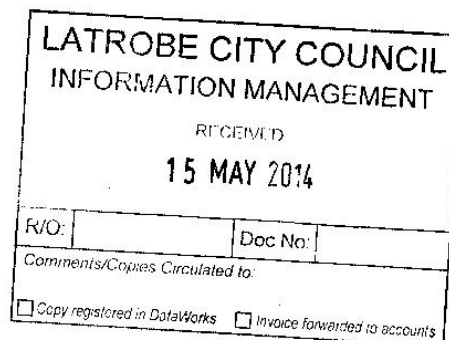 LATROBE CITY COUNCIL
INFORMATION MANAGEMENT
RECEIVED
15 MAY 2014
R/O: Doc No:
Comments/Copies Circulated to:
Copy registered in DataWorks Invoice forwarded to accounts